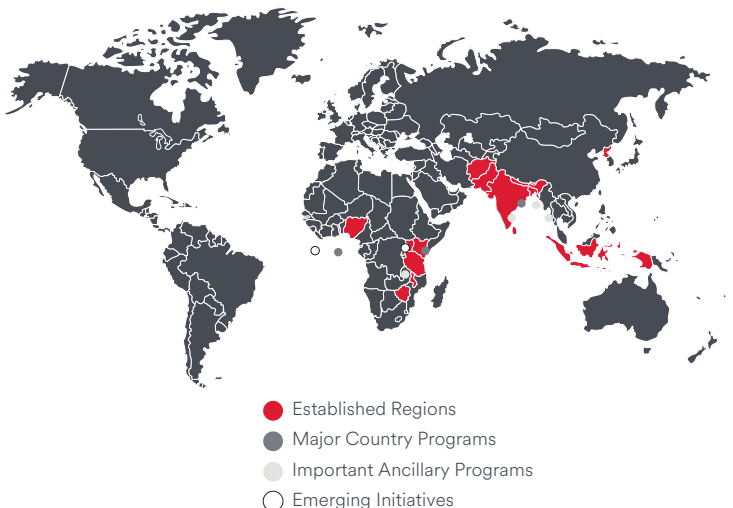 Established Regions
Major Country Programs
Important Ancillary Programs
Emerging Initiatives